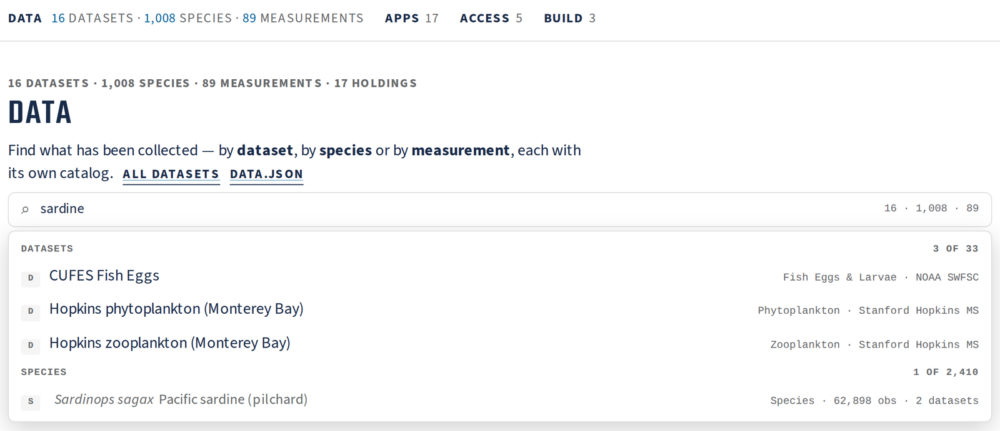 DATA 16 DATASETS · 1,008 SPECIES · 89 MEASUREMENTS APPS 17 ACCESS 5 BUILD 3
16 DATASETS · 1,008 SPECIES · 89 MEASUREMENTS · 17 HOLDINGS
DATA
Find what has been collected — by dataset, by species or by measurement, each with
its own catalog. ALL DATASETS DATA.JSON
sardine 16 · 1,008 · 89
DATASETS 3 OF 33
D CUFES Fish Eggs Fish Eggs & Larvae · NOAA SWFSC
D Hopkins phytoplankton (Monterey Bay) Phytoplankton · Stanford Hopkins MS
D Hopkins zooplankton (Monterey Bay) Zooplankton · Stanford Hopkins MS
SPECIES 1 OF 2,410
S Sardinops sagax Pacific sardine (pilchard) Species · 62,898 obs · 2 datasets